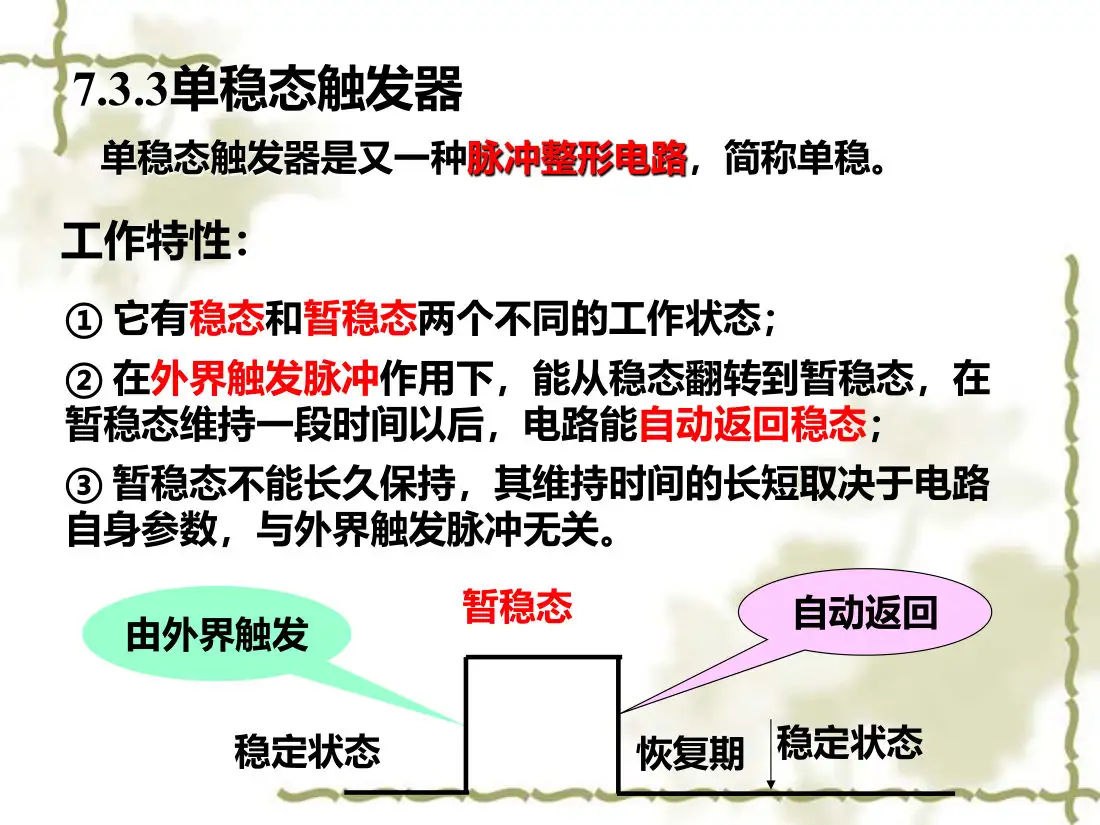 7.3.3单稳态触发器
单稳态触发器是又一种脉冲整形电路，简称单稳。
工作特性：
① 它有稳态和暂稳态两个不同的工作状态；
② 在外界触发脉冲作用下，能从稳态翻转到暂稳态，在
暂稳态维持一段时间以后，电路能自动返回稳态；
③ 暂稳态不能长久保持，其维持时间的长短取决于电路
自身参数，与外界触发脉冲无关。
由外界触发
暂稳态
自动返回
稳定状态
恢复期
稳定状态